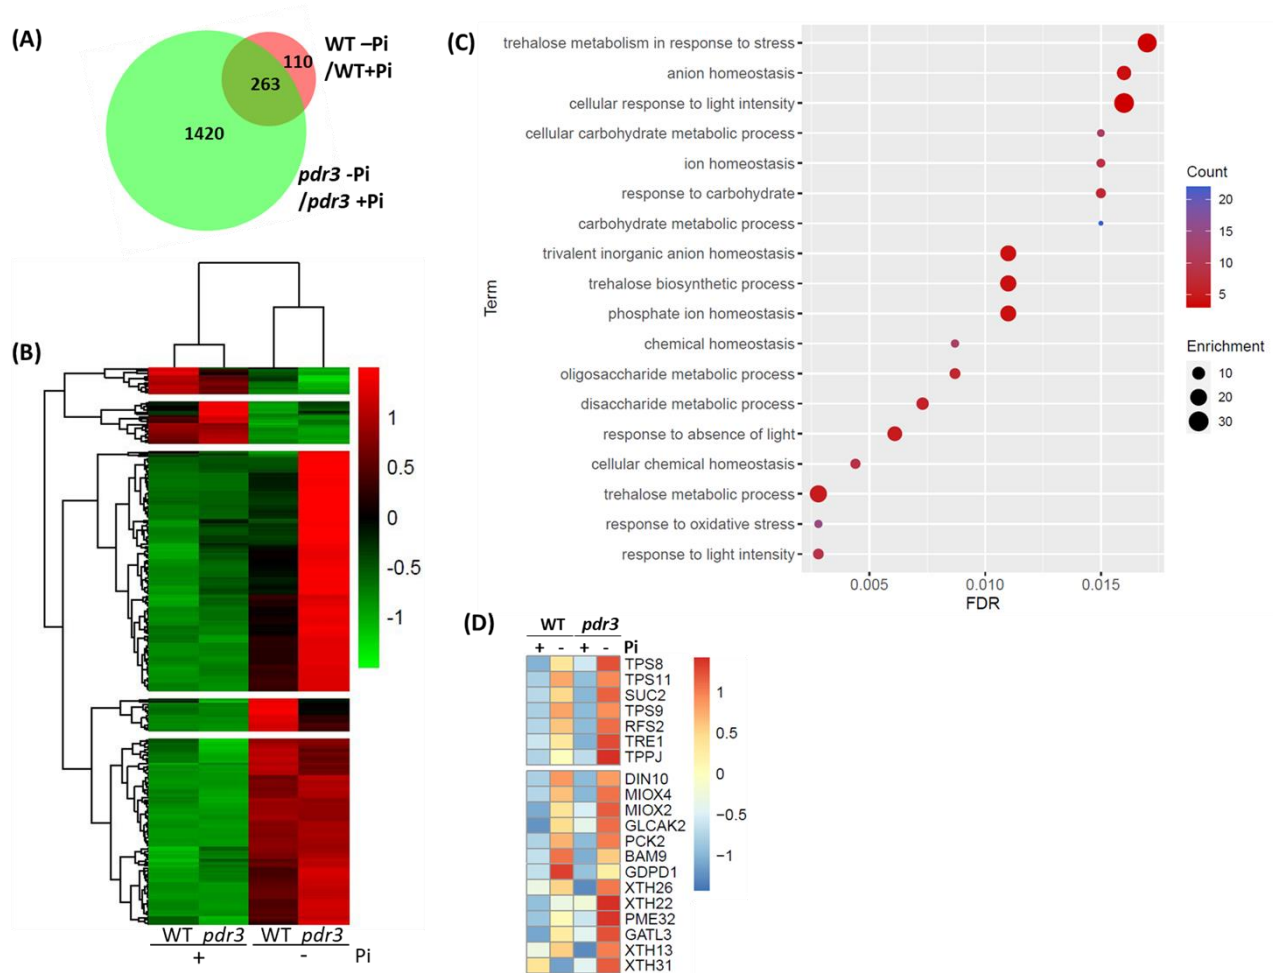 (A)
WT –Pi
/WT+Pi
110
263
1420
pdr3 -Pi
/pdr3 +Pi
(B)
1
0.5
0
-0.5
-1
WT pdr3 WT pdr3
+ - Pi
(C)
Term
trehalose metabolism in response to stress
anion homeostasis
cellular response to light intensity
cellular carbohydrate metabolic process
ion homeostasis
response to carbohydrate
carbohydrate metabolic process
trivalent inorganic anion homeostasis
trehalose biosynthetic process
phosphate ion homeostasis
chemical homeostasis
oligosaccharide metabolic process
disaccharide metabolic process
response to absence of light
cellular chemical homeostasis
trehalose metabolic process
response to oxidative stress
response to light intensity
0.005 0.010 0.015
FDR
Count
20
15
10
5
Enrichment
10
20
30
(D)
WT pdr3
+ - + - Pi
TPS8
TPS11
SUC2
TPS9
RFS2
TRE1
TPPJ
DIN10
MIOX4
MIOX2
GLCAK2
PCK2
BAM9
GDPD1
XTH26
XTH22
PME32
GATL3
XTH13
XTH31
1
0.5
0
−0.5
−1